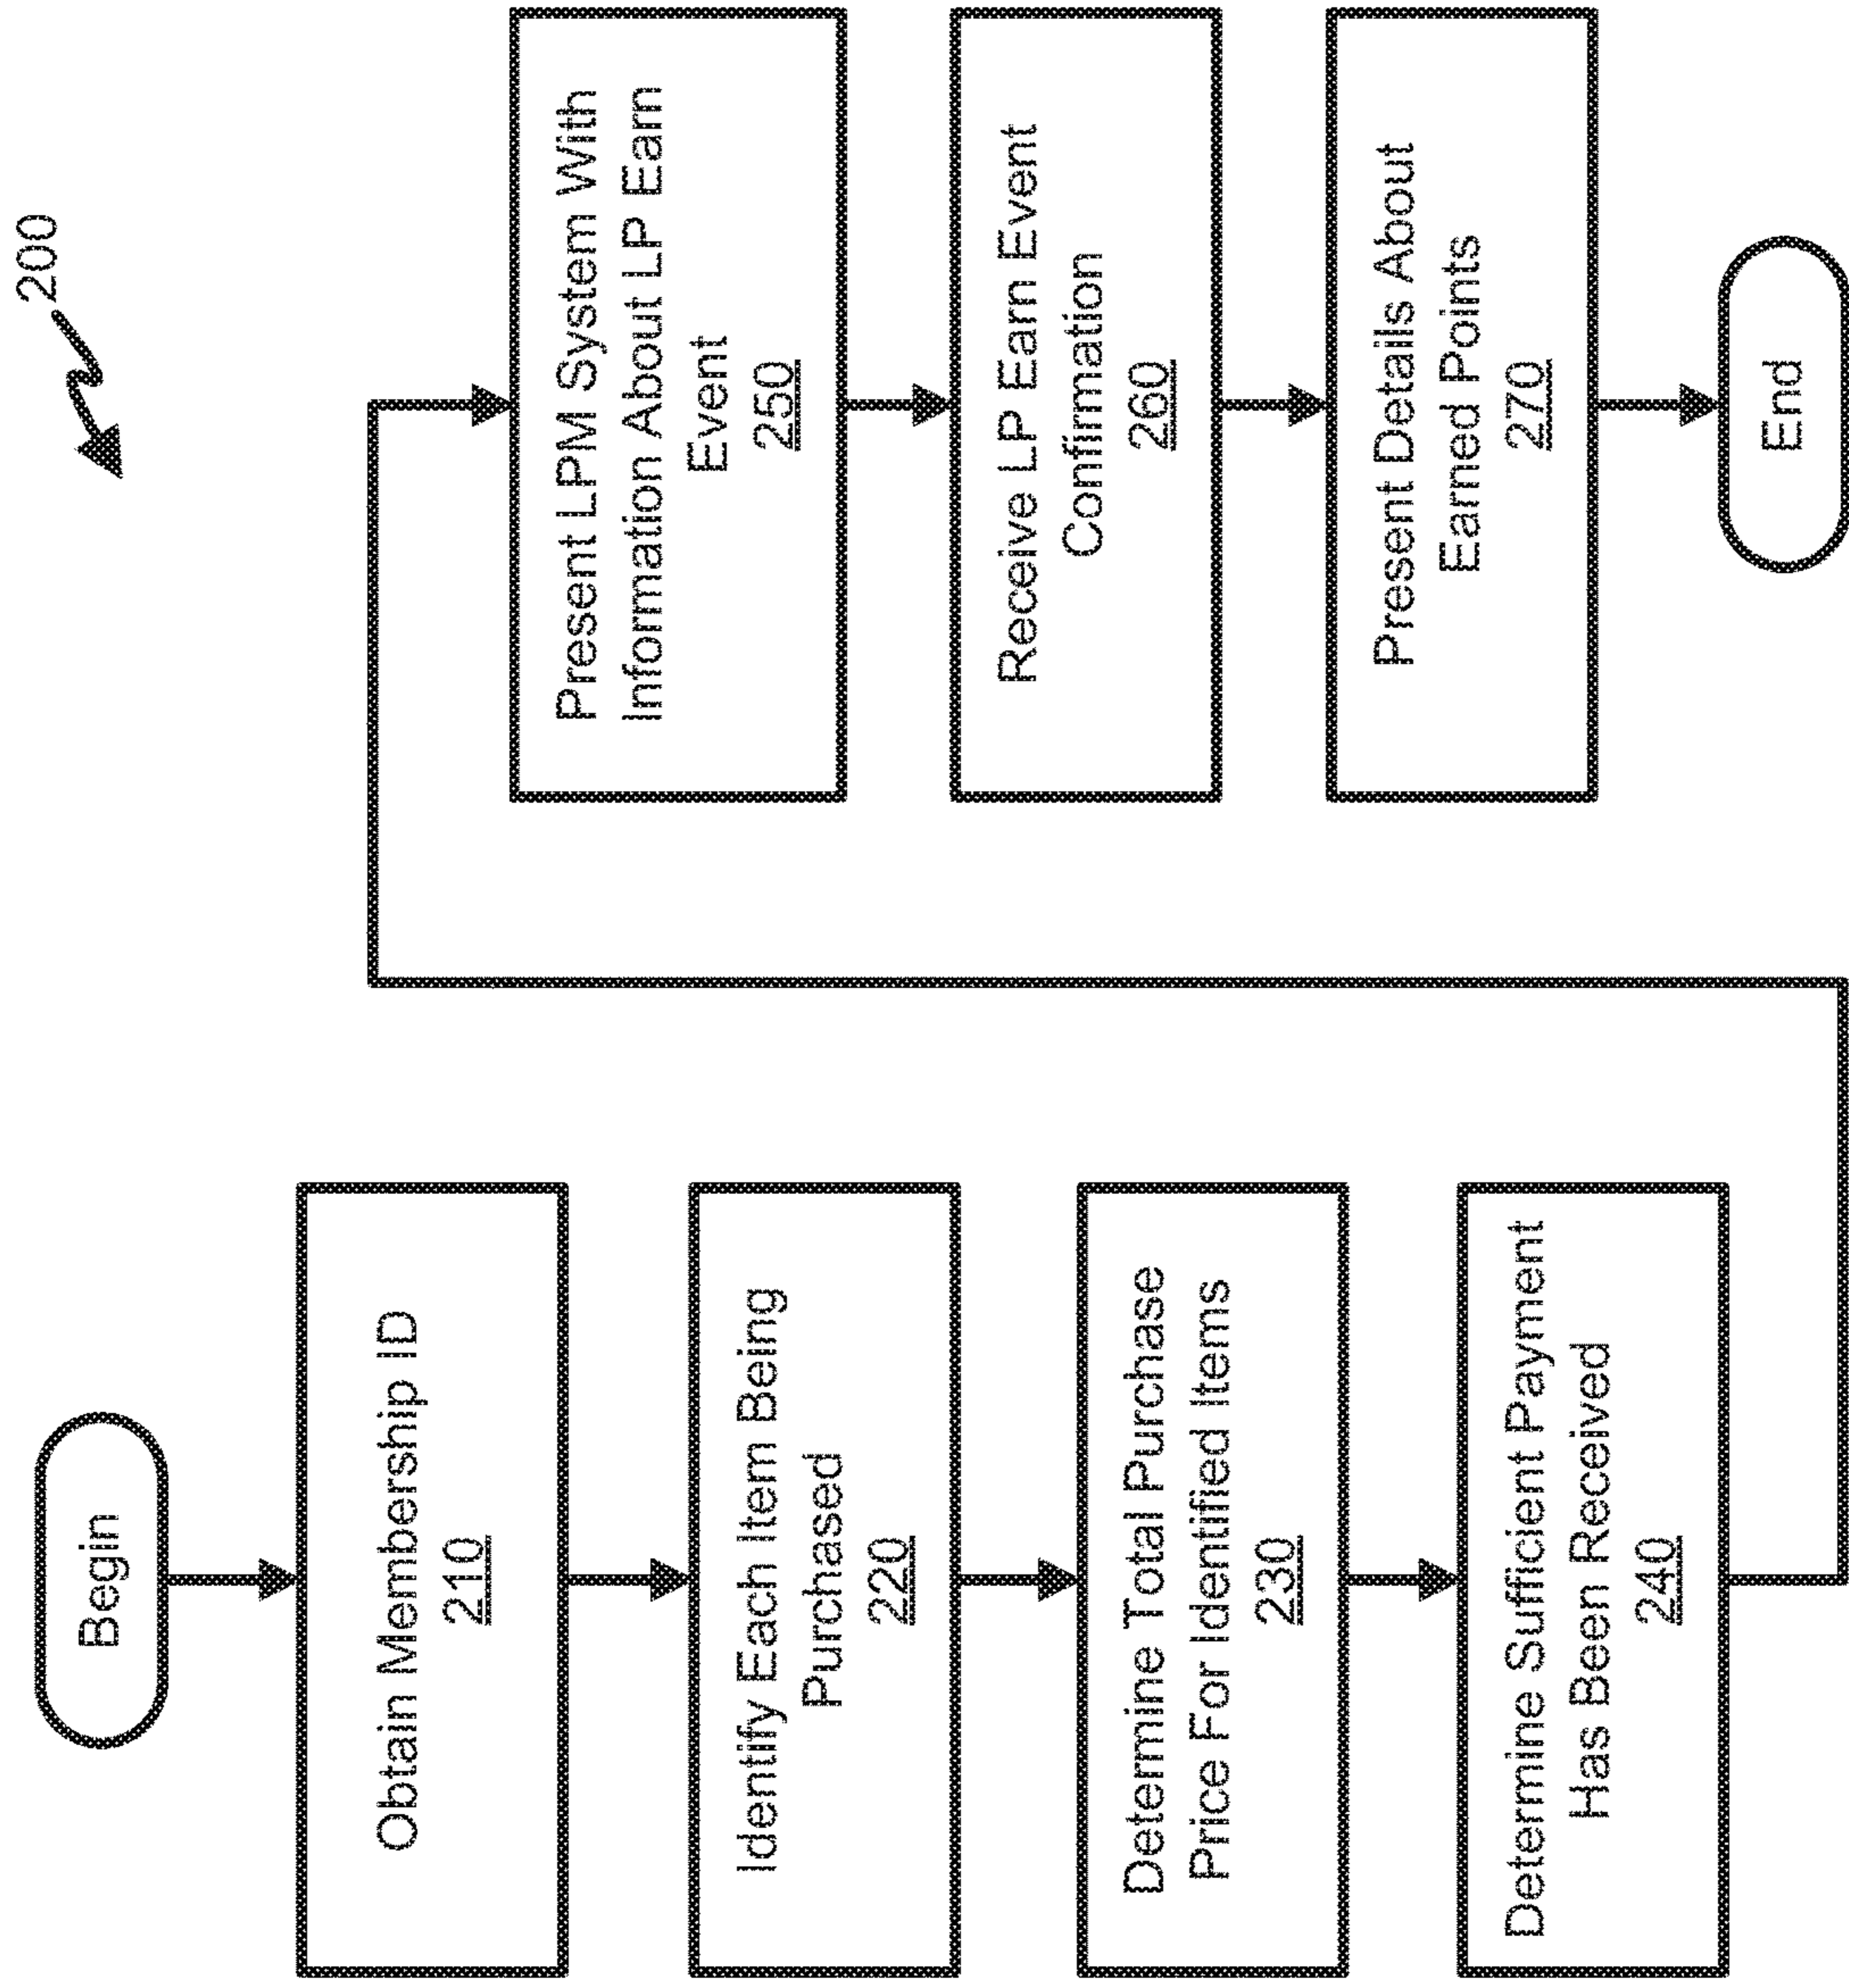 200
Begin
Obtain Membership ID
210
Identify Each Item Being
Purchased
220
Determine Total Purchase
Price For Identified Items
230
Determine Sufficient Payment
Has Been Received
240
Present LPM System With
Information About LP Earn
Event
250
Receive LP Earn Event
Confirmation
260
Present Details About
Earned Points
270
End